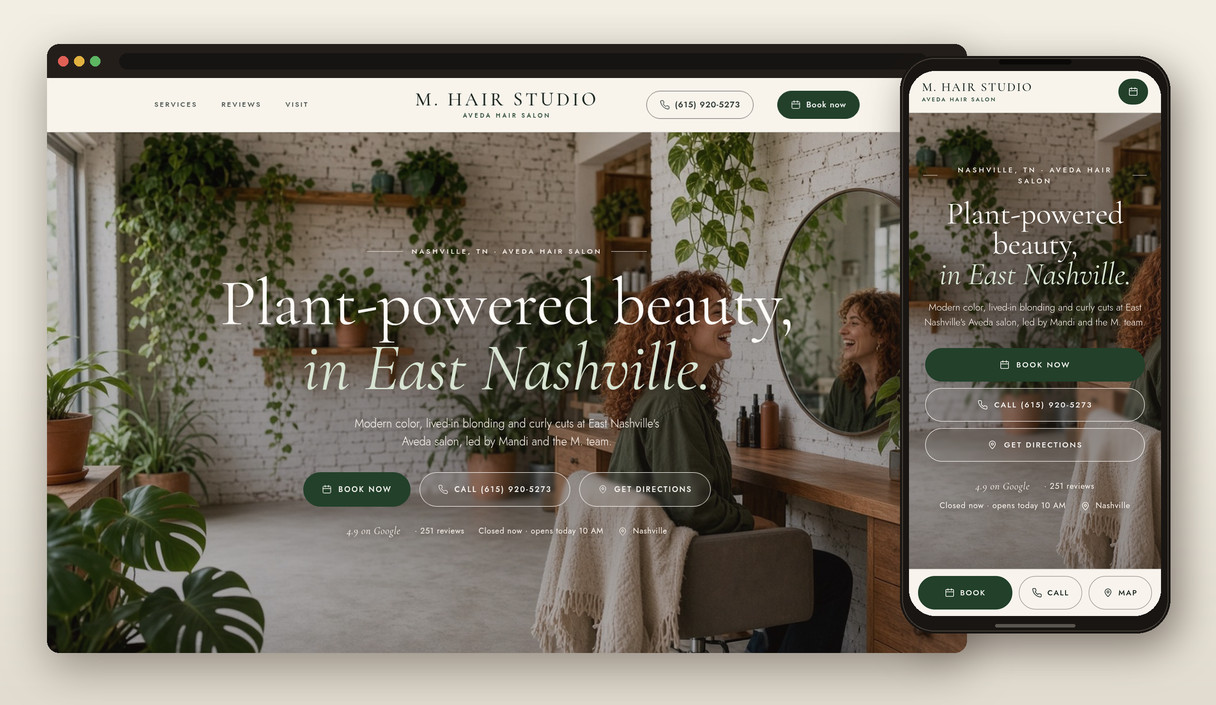 SERVICES REVIEWS VISIT
M. HAIR STUDIO
AVEDA HAIR SALON
(615) 920-5273
Book now
NASHVILLE, TN · AVEDA HAIR SALON
Plant-powered beauty,
in East Nashville.
Modern color, lived-in blonding and curly cuts at East Nashville's
Aveda salon, led by Mandi and the M. team.
BOOK NOW
CALL (615) 920-5273
GET DIRECTIONS
4.9 on Google · 251 reviews Closed now · opens today 10 AM Nashville
M. HAIR STUDIO
AVEDA HAIR SALON
NASHVILLE, TN · AVEDA HAIR
SALON
Plant-powered
beauty,
in East Nashville.
Modern color, lived-in blonding and curly cuts at East
Nashville's Aveda salon, led by Mandi and the M. team.
BOOK NOW
CALL (615) 920-5273
GET DIRECTIONS
4.9 on Google · 251 reviews
Closed now · opens today 10 AM Nashville
BOOK
CALL
MAP